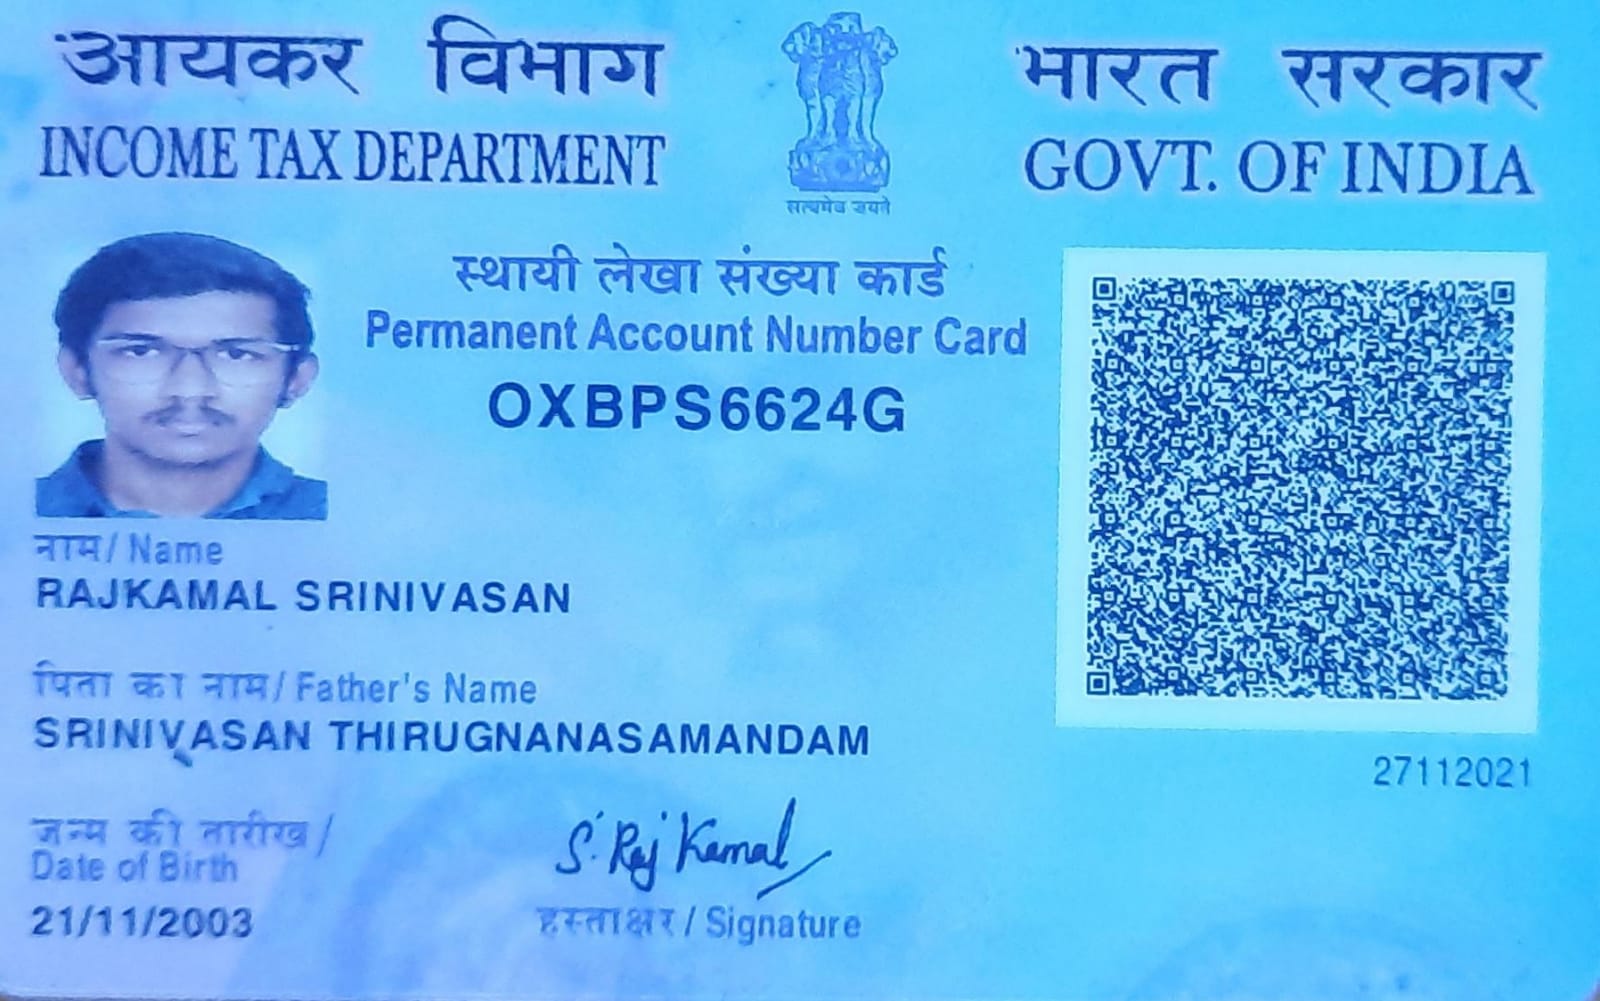 आयकर विभाग
INCOME TAX DEPARTMENT
सत्यमेव जयते
भारत सरकार
GOVT. OF INDIA
स्थायी लेखा संख्या कार्ड
Permanent Account Number Card
OXBPS6624G
नाम/ Name
RAJKAMAL SRINIVASAN
पिता का नाम/ Father's Name
SRINIVASAN THIRUGNANASAMANDAM
27112021
जन्म की तारीख/
Date of Birth
21/11/2003
S. Raj Kamal
हस्ताक्षर / Signature